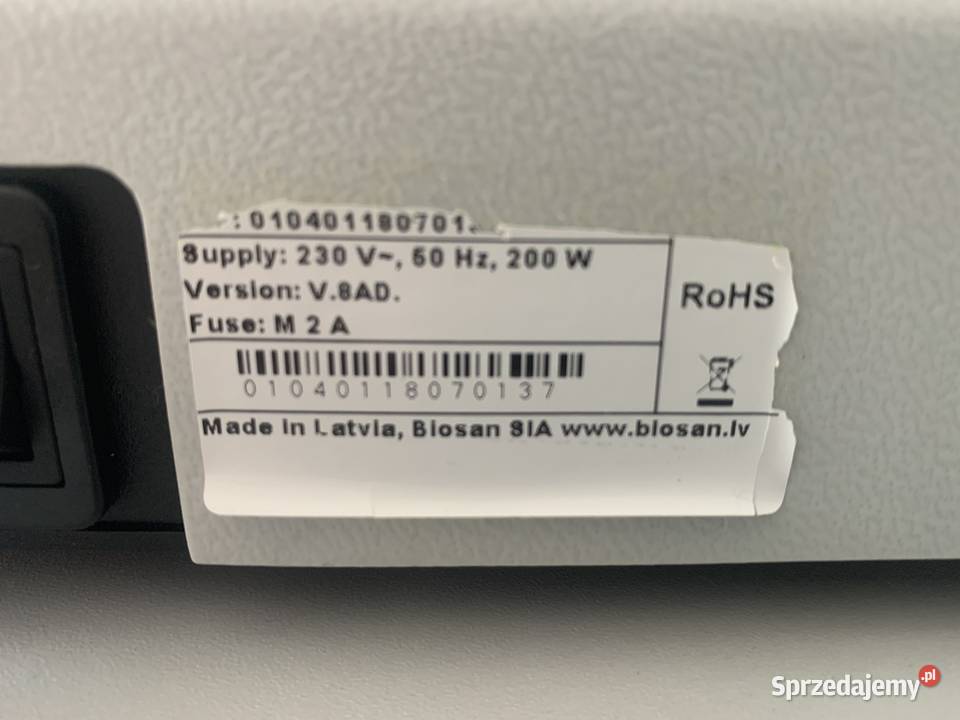 : 010401180701
Supply: 230 V~, 50 Hz, 200 W
Version: V.8AD.
Fuse: M 2 A
RoHS
01040118070137
Made in Latvia, Biosan SIA www.biosan.lv
Sprzedajemy.pl